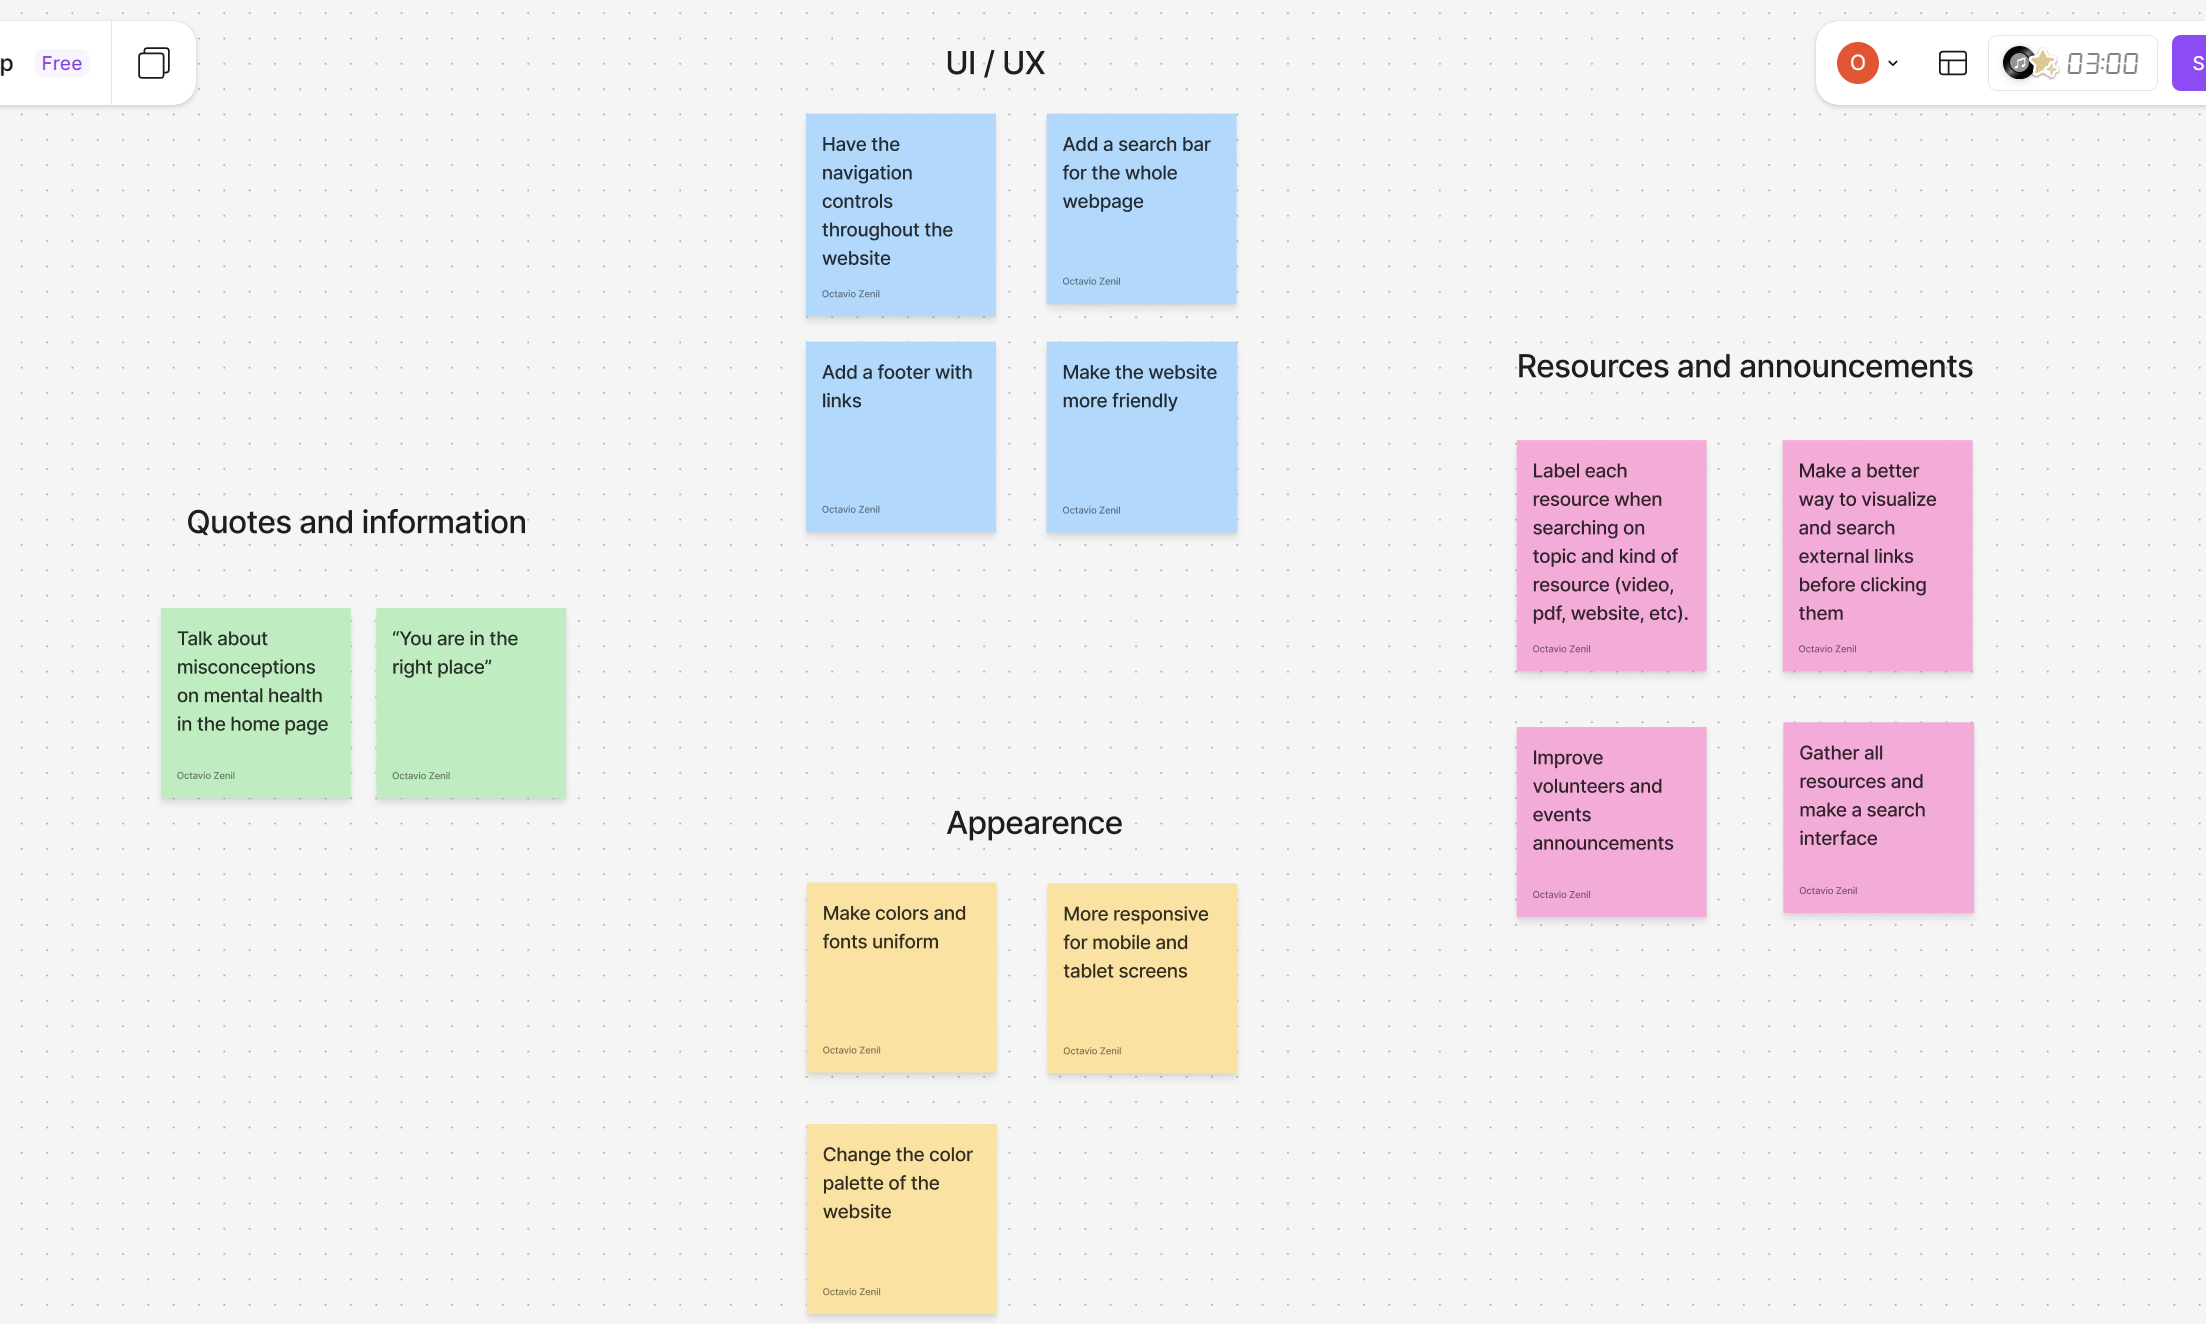 p Free
03:00
S
UI / UX
Have the
navigation
controls
throughout the
website
Octavio Zenil
Add a search bar
for the whole
webpage
Octavio Zenil
Add a footer with
links
Octavio Zenil
Make the website
more friendly
Octavio Zenil
Quotes and information
Talk about
misconceptions
on mental health
in the home page
Octavio Zenil
“You are in the
right place”
Octavio Zenil
Appearence
Make colors and
fonts uniform
Octavio Zenil
More responsive
for mobile and
tablet screens
Octavio Zenil
Change the color
palette of the
website
Octavio Zenil
O
Resources and announcements
Label each
resource when
searching on
topic and kind of
resource (video,
pdf, website, etc).
Octavio Zenil
Make a better
way to visualize
and search
external links
before clicking
them
Octavio Zenil
Improve
volunteers and
events
announcements
Octavio Zenil
Gather all
resources and
make a search
interface
Octavio Zenil